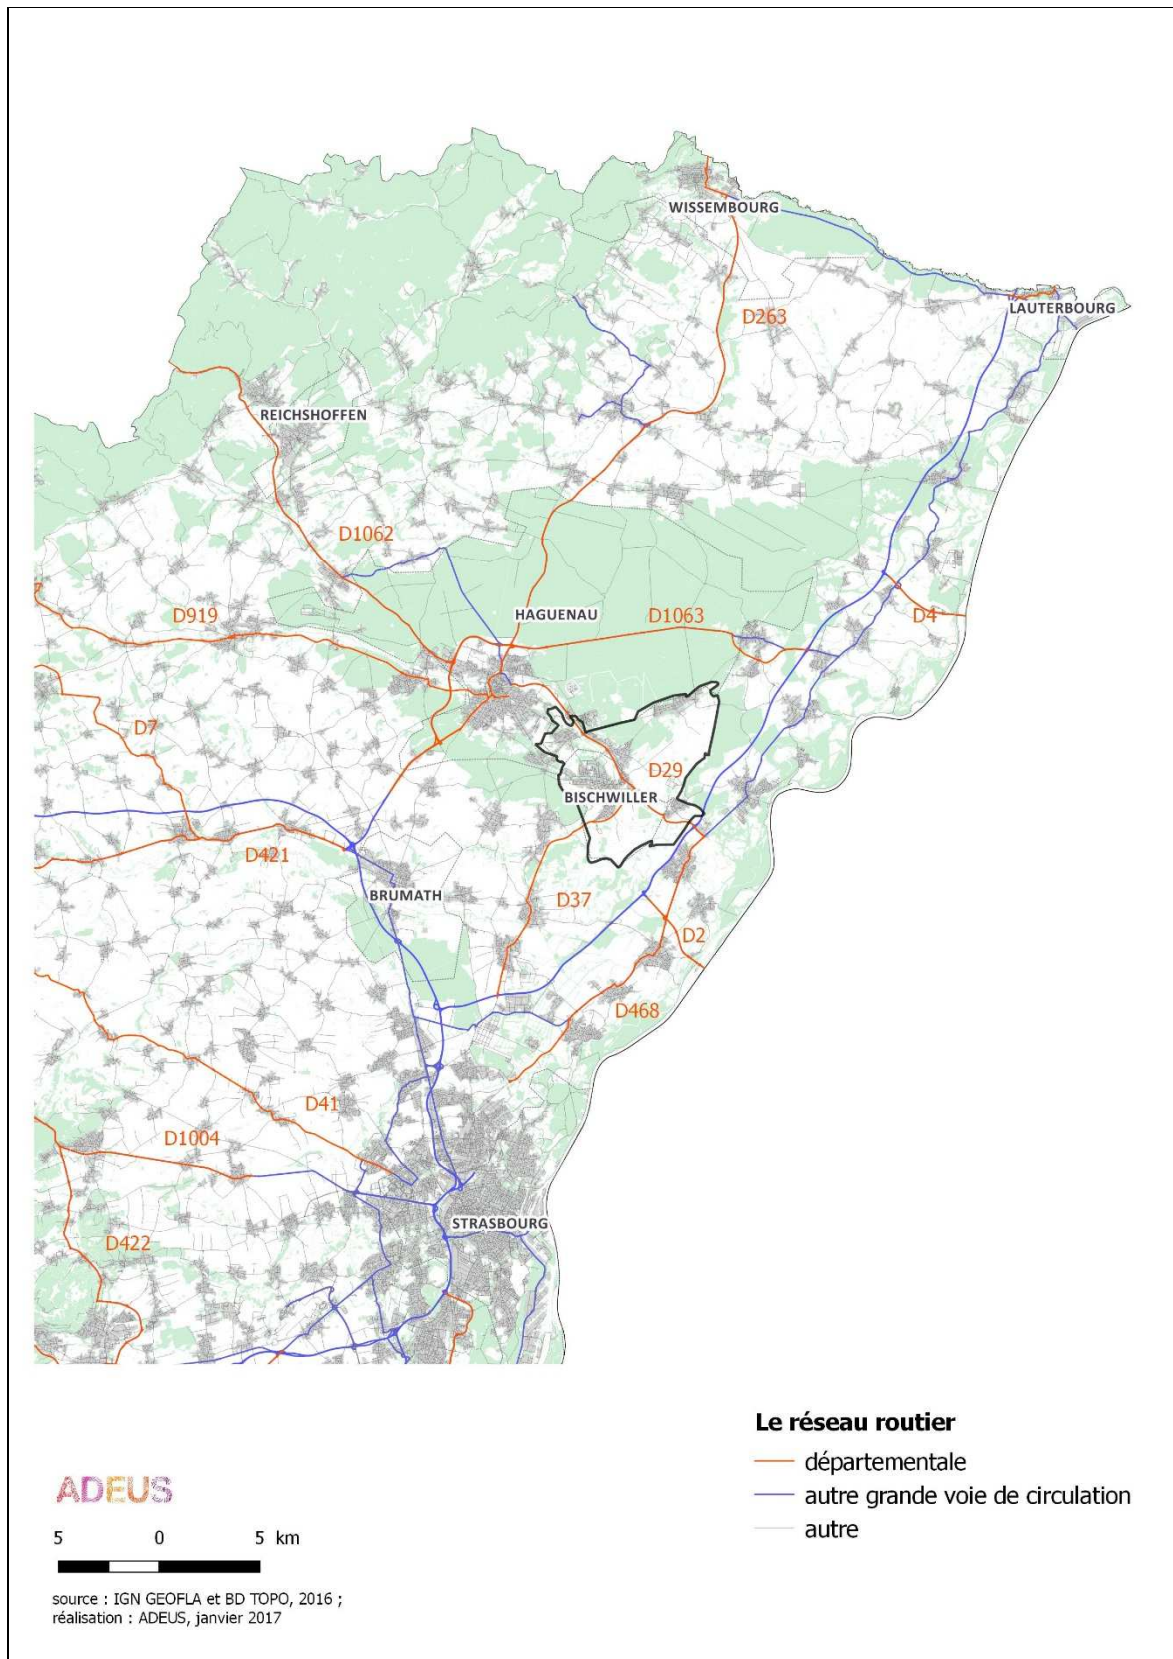 WISSEMBOURG
LAUTERBOURG
D263
REICHSHOFFEN
D1062
HAGUENAU
D919
D1063
D4
D7
D29
BISCHWILLER
D421
BRUMATH
D37
D2
D468
D41
D1004
STRASBOURG
D422
Le réseau routier
départementale
autre grande voie de circulation
autre
ADEUS
5 0 5 km
source : IGN GEOFLA et BD TOPO, 2016 ;
réalisation : ADEUS, janvier 2017